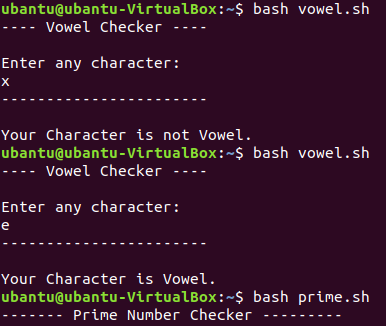 ubantu@ubantu-VirtualBox:~$ bash vowel.sh
---- Vowel Checker ----
Enter any character:
x
-----------------------
Your Character is not Vowel.
ubantu@ubantu-VirtualBox:~$ bash vowel.sh
---- Vowel Checker ----
Enter any character:
e
-----------------------
Your Character is Vowel.
ubantu@ubantu-VirtualBox:~$ bash prime.sh
------- Prime Number Checker ---------